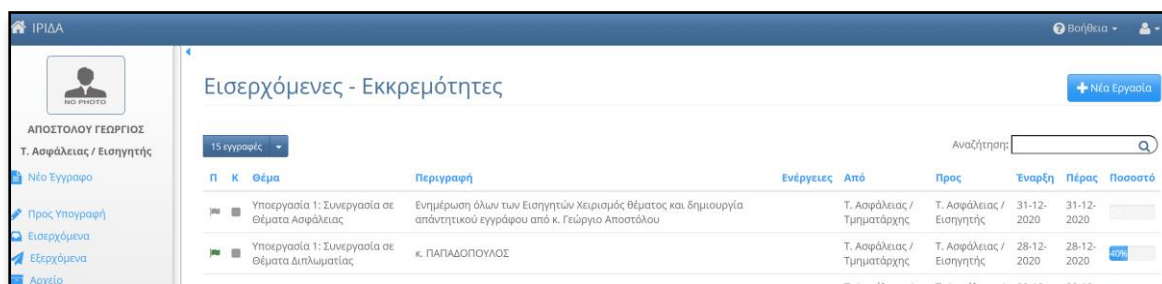 ΙΡΙΔΑ
Βοήθεια
NO PHOTO
ΑΠΟΣΤΟΛΟΥ ΓΕΩΡΓΙΟΣ
Τ. Ασφάλειας / Εισηγητής
Νέο Έγγραφο
Προς Υπογραφή
Εισερχόμενα
Εξερχόμενα
Αρχείο
Εισερχόμενες - Εκκρεμότητες
Νέα Εργασία
15 εγγραφές
Αναζήτηση:
Π Κ Θέμα Περιγραφή Ενέργειες Από Προς Έναρξη Πέρας Ποσοστό
Υποεργασία 1: Συνεργασία σε Ενημέρωση όλων των Εισηγητών Χειρισμός θέματος και δημιουργία Τ. Ασφάλειας / Τ. Ασφάλειας / 31-12- 31-12-
Θέματα Ασφάλειας απάντητικού εγγράφου από κ. Γεώργιο Αποστόλου Τμηματάρχης Εισηγητής 2020 2020
Υποεργασία 1: Συνεργασία σε κ. ΠΑΠΑΔΟΠΟΥΛΟΣ Τ. Ασφάλειας / Τ. Ασφάλειας / 28-12- 28-12- 40%
Θέματα Διπλωματίας Τμηματάρχης Εισηγητής 2020 2020